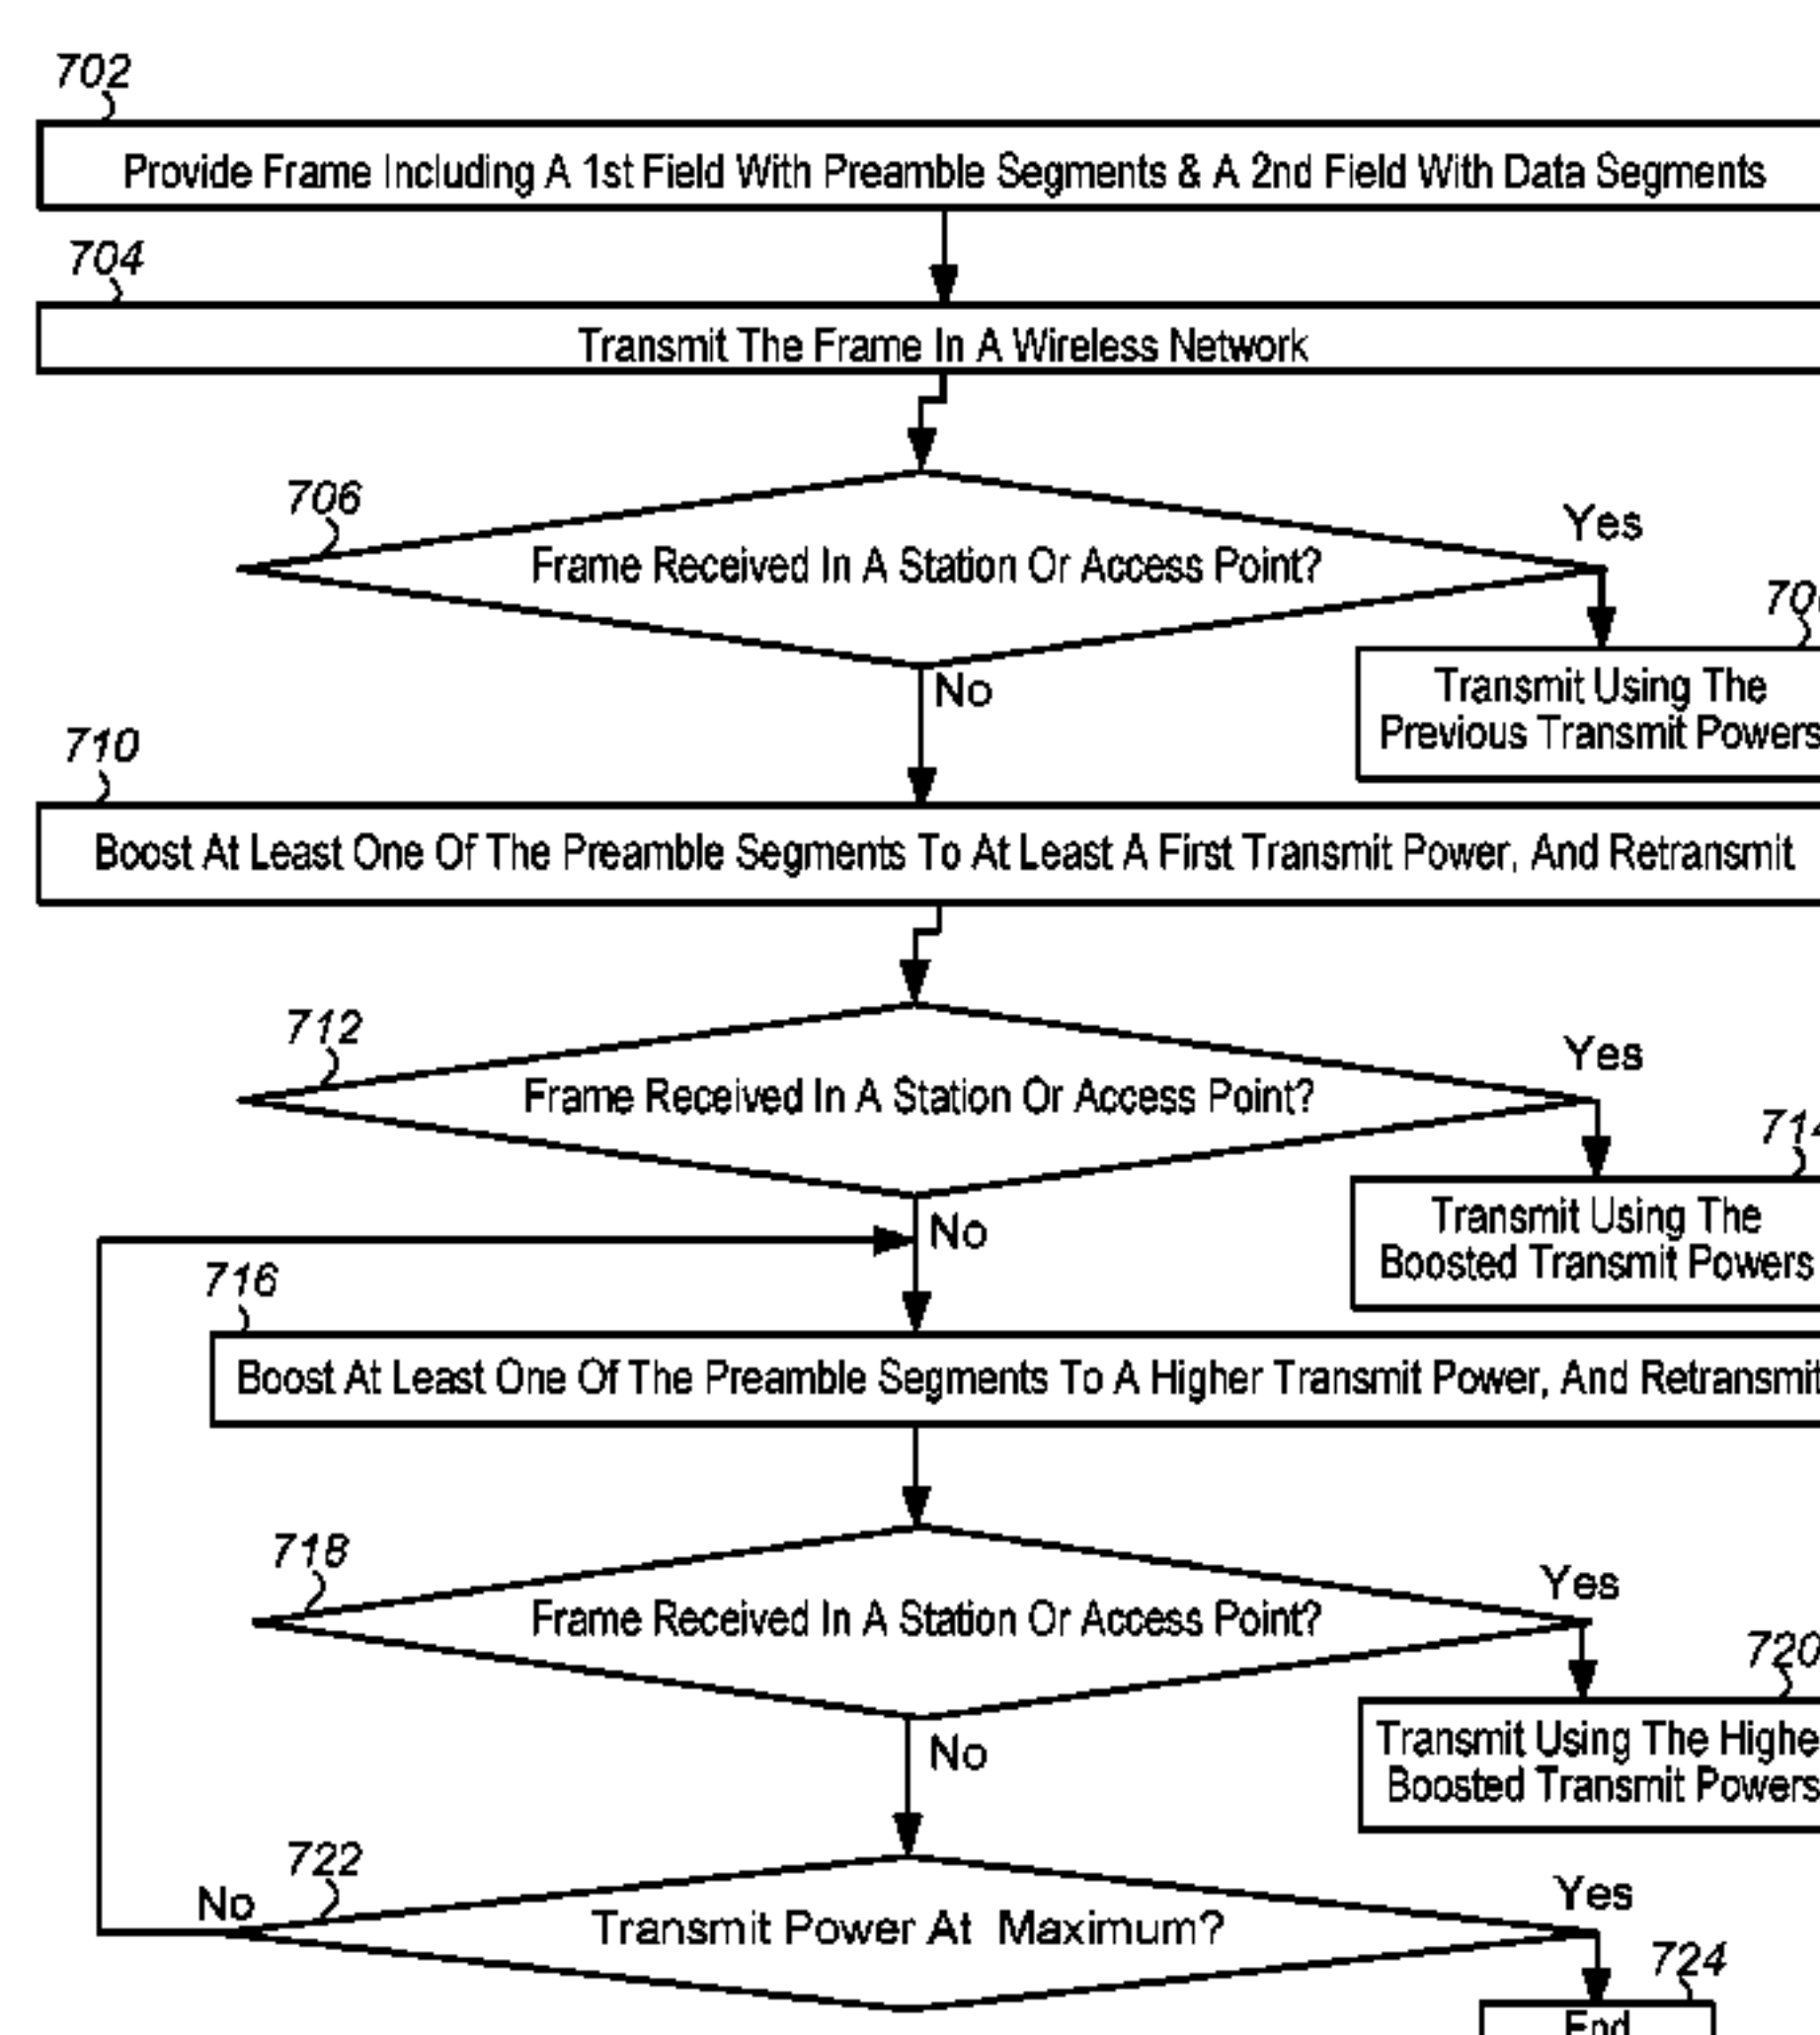 702
Provide Frame Including A 1st Field With Preamble Segments & A 2nd Field With Data Segments
704
Transmit The Frame In A Wireless Network
706
Frame Received In A Station Or Access Point?
Yes
Transmit Using The
Previous Transmit Powers
No
710
Boost At Least One Of The Preamble Segments To At Least A First Transmit Power, And Retransmit
712
Frame Received In A Station Or Access Point?
Yes
714
Transmit Using The
Boosted Transmit Powers
No
716
Boost At Least One Of The Preamble Segments To A Higher Transmit Power, And Retransmit
718
Frame Received In A Station Or Access Point?
Yes
720
Transmit Using The
Boosted Transmit Powers
No
722
No
Transmit Power At Maximum?
Yes
724
End